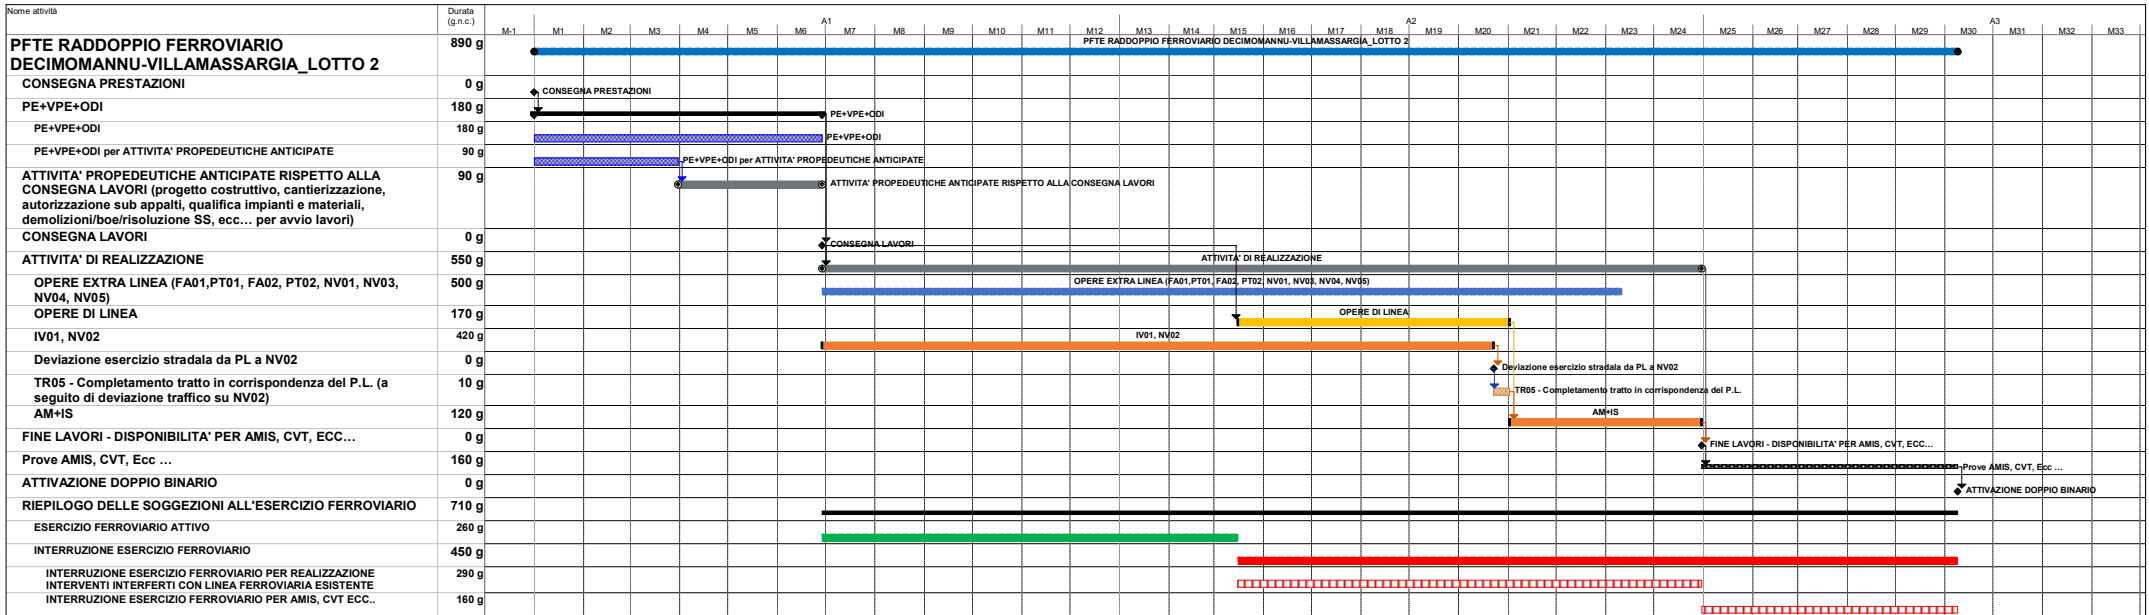 Nome attività Durata (g.n.c.)
A1 A2 A3
M-1 M1 M2 M3 M4 M5 M6 M7 M8 M9 M10 M11 M12 M13 M14 M15 M16 M17 M18 M19 M20 M21 M22 M23 M24 M25 M26 M27 M28 M29 M30 M31 M32 M33
PFTE RADDOPPIO FERROVIARIO DECIMOMANNU-VILLAMASSARGIA_LOTTO 2
PFTE RADDOPPIO FERROVIARIO 890 g
DECIMOMANNU-VILLAMASSARGIA_LOTTO 2
CONSEGNA PRESTAZIONI 0 g
CONSEGNA PRESTAZIONI
PE+VPE+ODI 180 g
PE+VPE+ODI
PE+VPE+ODI 180 g
PE+VPE+ODI
PE+VPE+ODI per ATTIVITA' PROPEDEUTICHE ANTICIPATE 90 g
PE+VPE+ODI per ATTIVITA' PROPEDEUTICHE ANTICIPATE
ATTIVITA' PROPEDEUTICHE ANTICIPATE RISPETTO ALLA 90 g
CONSEGNA LAVORI (progetto costruttivo, cantierizzazione,
autorizzazione sub appalti, qualifica impianti e materiali,
demolizioni/boe/risoluzione SS, ecc… per avvio lavori)
ATTIVITA' PROPEDEUTICHE ANTICIPATE RISPETTO ALLA CONSEGNA LAVORI
CONSEGNA LAVORI 0 g
CONSEGNA LAVORI
ATTIVITA' DI REALIZZAZIONE 550 g
ATTIVITA' DI REALIZZAZIONE
OPERE EXTRA LINEA (FA01,PT01, FA02, PT02, NV01, NV03, 500 g
NV04, NV05)
OPERE EXTRA LINEA (FA01,PT01, FA02, PT02, NV01, NV03, NV04, NV05)
OPERE DI LINEA 170 g
OPERE DI LINEA
IV01, NV02 420 g
IV01, NV02
Deviazione esercizio stradala da PL a NV02 0 g
Deviazione esercizio stradala da PL a NV02
TR05 - Completamento tratto in corrispondenza del P.L. (a 10 g
seguito di deviazione traffico su NV02)
TR05 - Completamento tratto in corrispondenza del P.L.
AM+IS 120 g
AM+IS
FINE LAVORI - DISPONIBILITA' PER AMIS, CVT, ECC… 0 g
FINE LAVORI - DISPONIBILITA' PER AMIS, CVT, ECC…
Prove AMIS, CVT, Ecc … 160 g
Prove AMIS, CVT, Ecc …
ATTIVAZIONE DOPPIO BINARIO 0 g
ATTIVAZIONE DOPPIO BINARIO
RIEPILOGO DELLE SOGGEZIONI ALL'ESERCIZIO FERROVIARIO 710 g
ESERCIZIO FERROVIARIO ATTIVO 260 g
INTERRUZIONE ESERCIZIO FERROVIARIO 450 g
INTERRUZIONE ESERCIZIO FERROVIARIO PER REALIZZAZIONE 290 g
INTERVENTI INTERFERTI CON LINEA FERROVIARIA ESISTENTE
INTERRUZIONE ESERCIZIO FERROVIARIO PER AMIS, CVT ECC.. 160 g